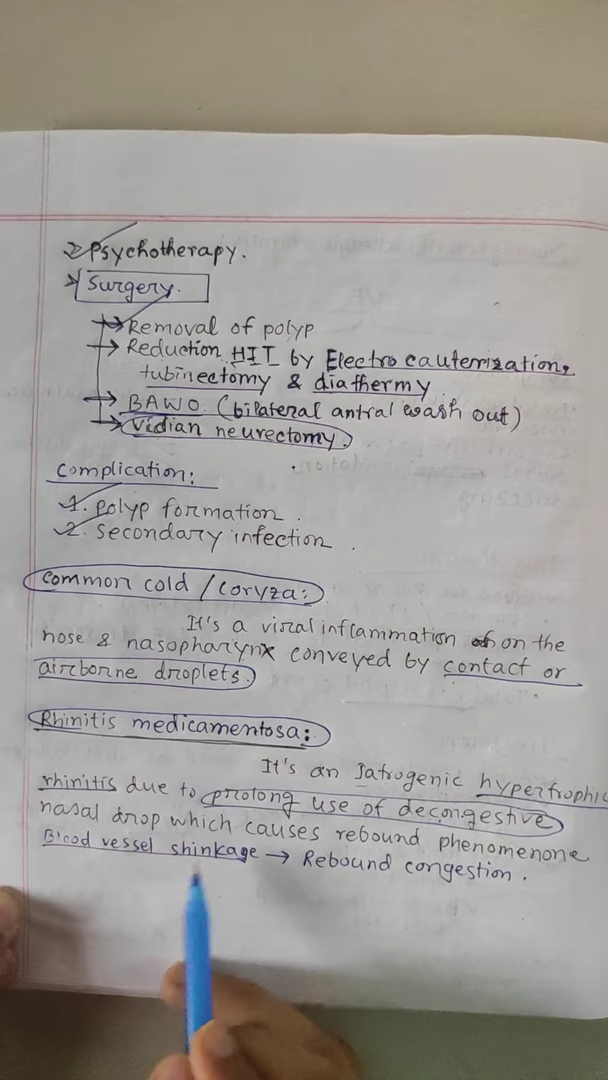 Psychotherapy.
Surgery.
→ Removal of polyp
→ Reduction HIT by Electro cauterization,
tubinectomy & diathermy
→ BAWO (bilateral antral wash out)
→ Vidian neurectomy.
Complication:
1. polyp formation.
2. Secondary infection.
Common cold / Coryza:
It's a viral inflammation on the
nose & nasopharynx conveyed by contact or
airborne droplets.
Rhinitis medicamentosa:
It's an Iatrogenic hypertrophic
rhinitis due to prolong use of decongestive
nasal drop which causes rebound phenomenone
Blood vessel shinkage → Rebound congestion.